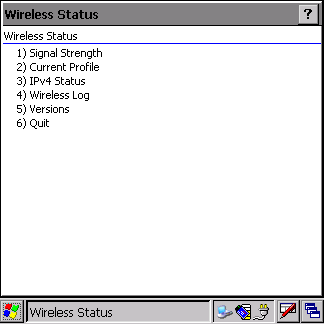 Wireless Status
?
Wireless Status
1) Signal Strength
2) Current Profile
3) IPv4 Status
4) Wireless Log
5) Versions
6) Quit
Wireless Status